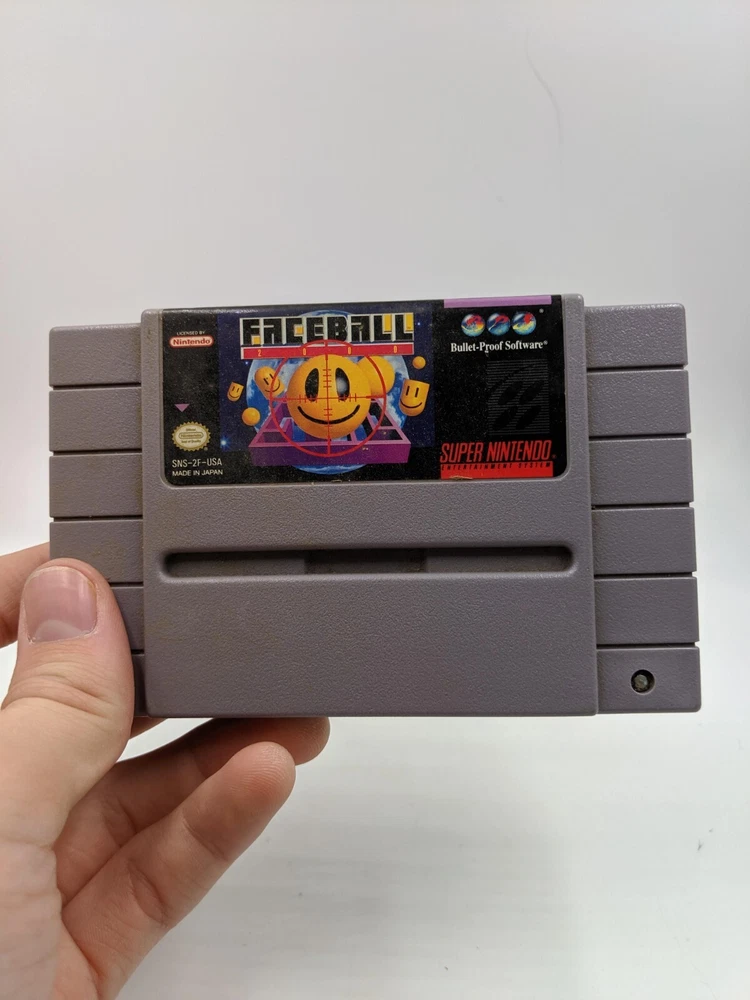 LICENSED BY
Nintendo
FACEBALL
2000
Bullet-Proof Software®
SNS-2F-USA
MADE IN JAPAN
SUPER NINTENDO
ENTERTAINMENT SYSTEM